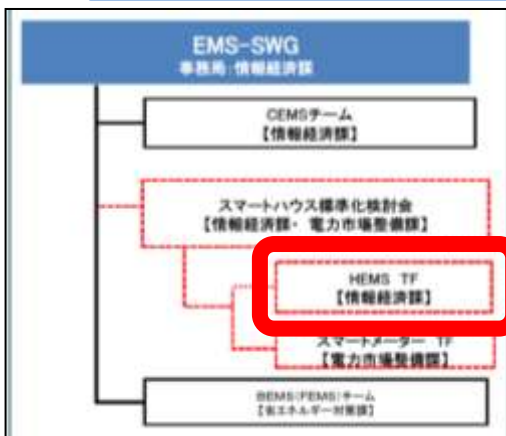 EMS-SWG
事務局:情報経済課
CEMSチーム
【情報経済課】
スマートハウス標準化検討会
【情報経済課・電力市場整備課】
HEMS TF
【情報経済課】
スマートメーター TF
【電力市場整備課】
BEMS(FEMS)チーム
【省エネルギー対策課】